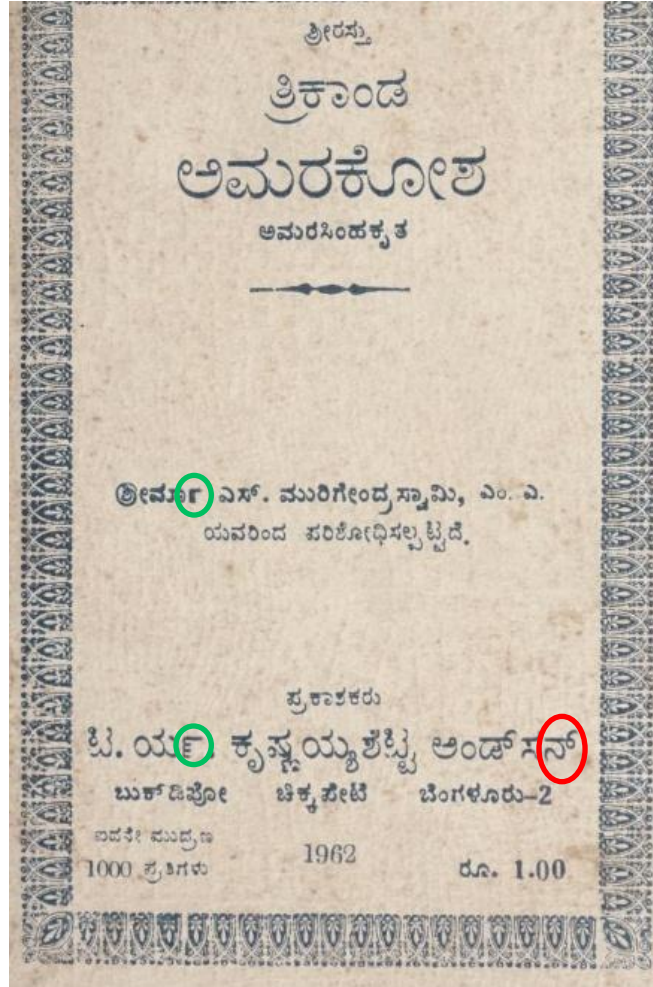 ಶ್ರೀರಸ್ತು
ತ್ರಿಕಾಂಡ
ಅಮರಕೋಶ
ಅಮರಸಿಂಹಕೃತ
ಶ್ರೀಮಾೝ ಎಸ್. ಮುರಿಗೇಂದ್ರಸ್ವಾಮಿ, ಎಂ. ಎ.
ಯವರಿಂದ ಪರಿಶೋಧಿಸಲ್ಪಟ್ಟಿದೆ.
ಪ್ರಕಾಶಕರು
ಟಿ. ಯೝ. ಕೃಷ್ಣಯ್ಯಶೆಟ್ಟಿ ಅಂಡ್ ಸನ್
ಬುಕ್‌ಡಿಪೋ ಚಿಕ್ಕಪೇಟೆ ಬೆಂಗಳೂರು–2
ಐದನೇ ಮುದ್ರಣ
1000 ಪ್ರತಿಗಳು 1962 ರೂ. 1.00